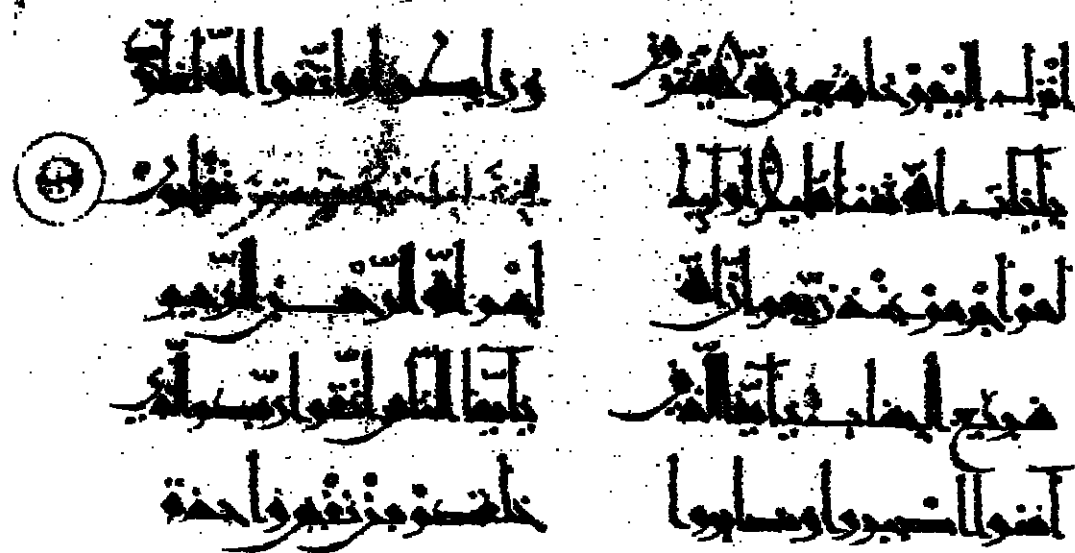 انزل اليهم خشعين لله لا يشترون
بايت الله ثمنا قليلا اولئك
لهم اجرهم عند ربهم ان الله
سريع الحساب يايها الذين
امنوا اصبروا وصابروا
ورابطوا واتقوا الله لعلكم
تفلحون
بسم الله الرحمن الرحيم
يايها الناس اتقوا ربكم الذي
خلقكم من نفس وحدة